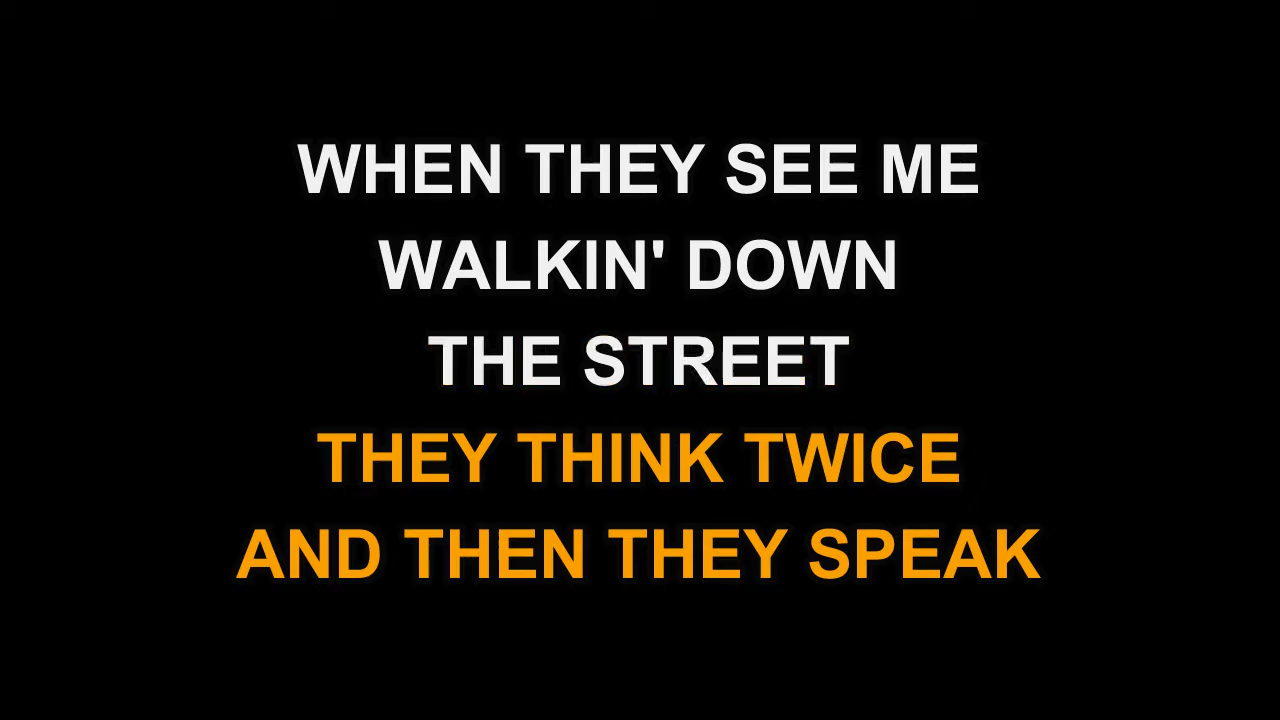 WHEN THEY SEE ME
WALKIN' DOWN
THE STREET
THEY THINK TWICE
AND THEN THEY SPEAK